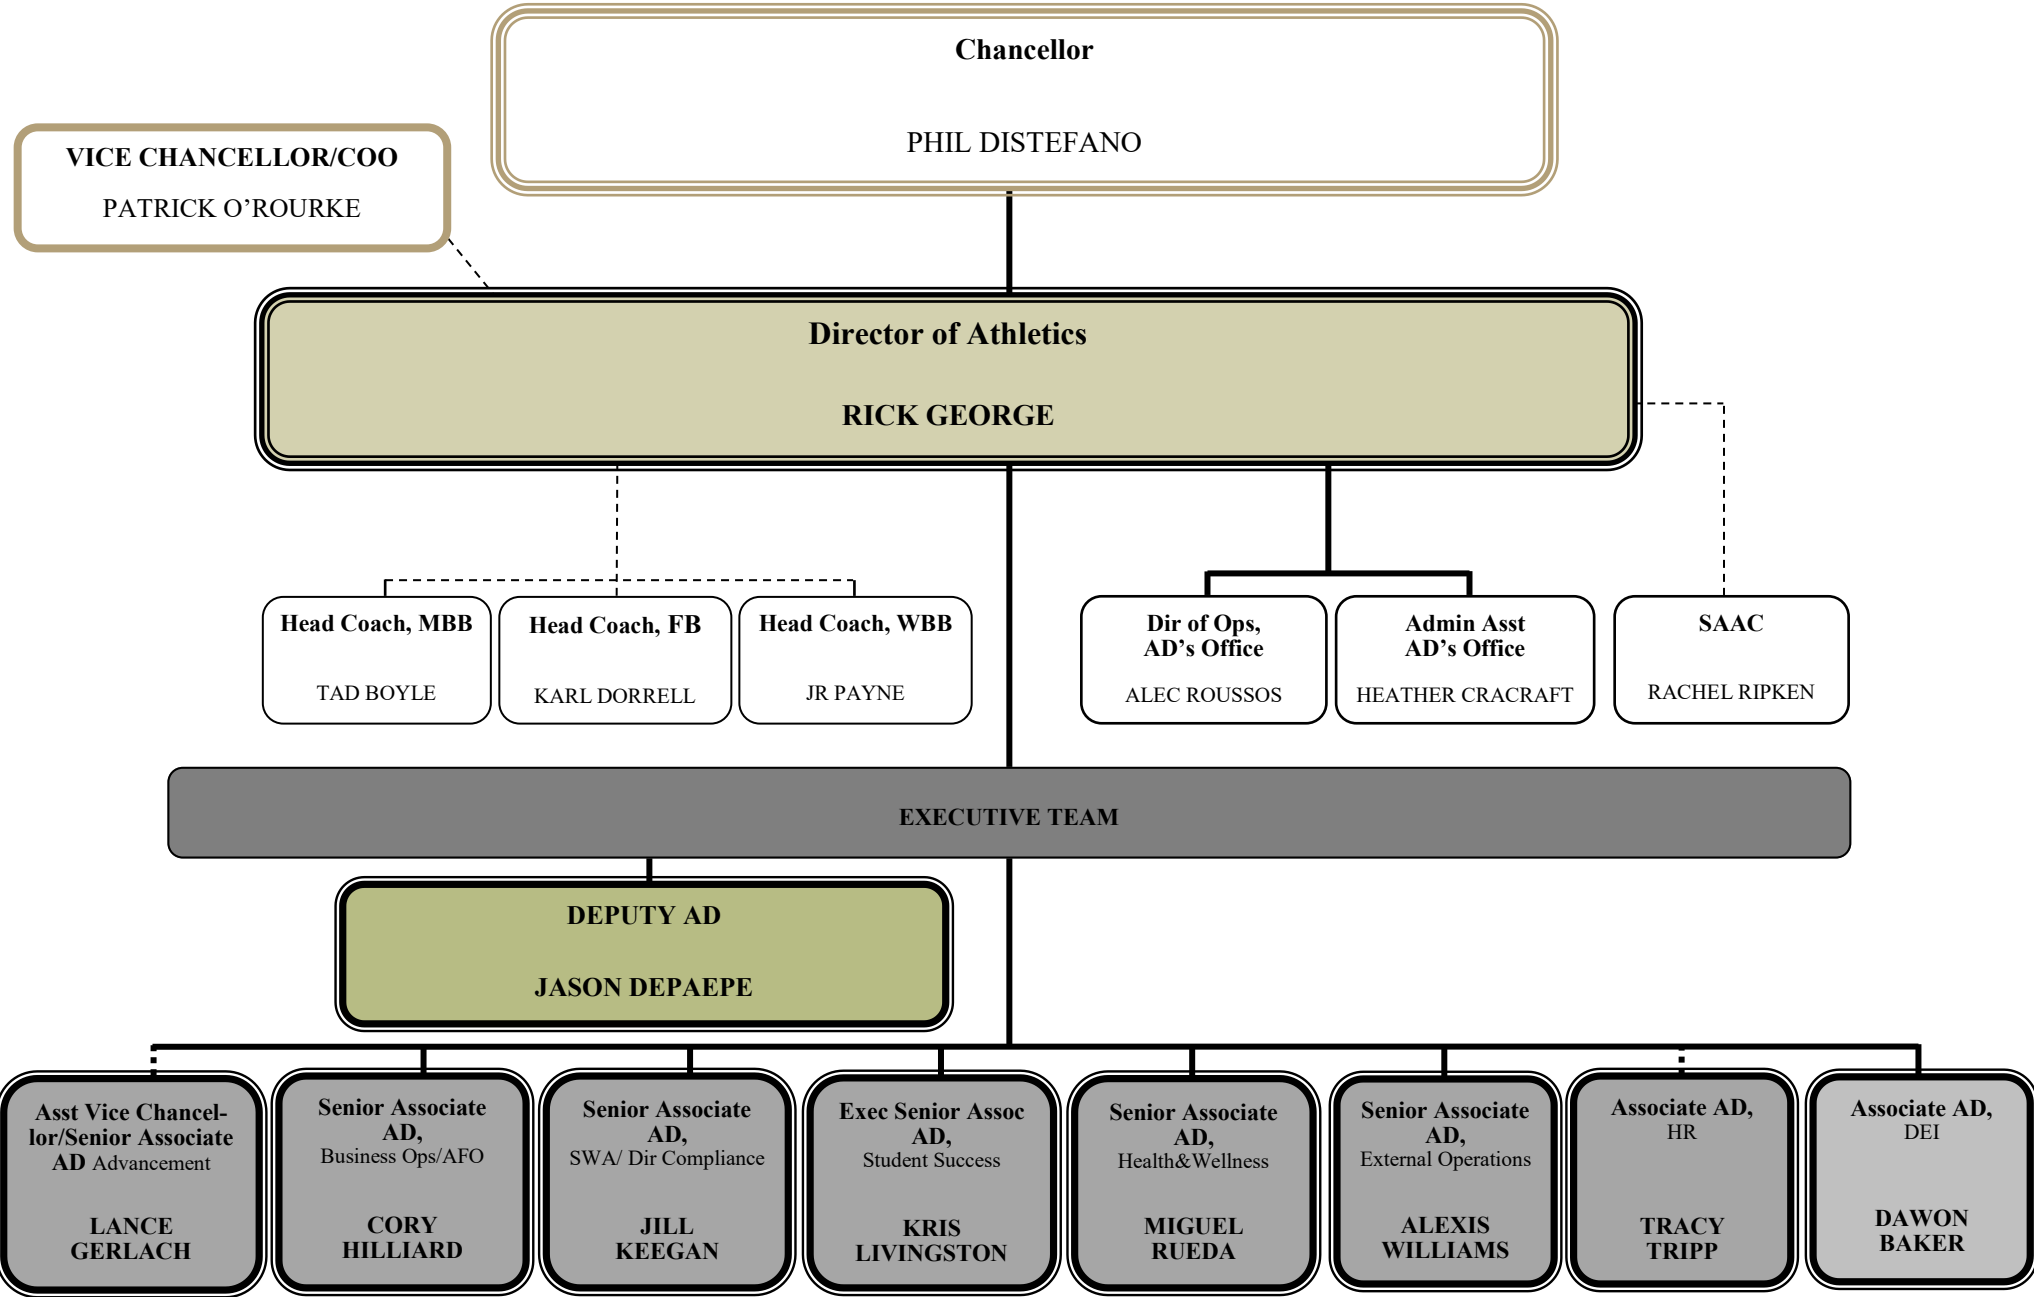 Chancellor
PHIL DISTEFANO
VICE CHANCELLOR/COO
PATRICK O’ROURKE
Director of Athletics
RICK GEORGE
Head Coach, MBB
TAD BOYLE
Head Coach, FB
KARL DORRELL
Head Coach, WBB
JR PAYNE
Dir of Ops,
AD’s Office
ALEC ROUSSOS
Admin Asst
AD’s Office
HEATHER CRACRAFT
SAAC
RACHEL RIPKEN
EXECUTIVE TEAM
DEPUTY AD
JASON DEPAEPE
Asst Vice Chancel-
lor/Senior Associate
AD Advancement
LANCE
GERLACH
Senior Associate
AD,
Business Ops/AFO
CORY
HILLIARD
Senior Associate
AD,
SWA/ Dir Compliance
JILL
KEEGAN
Exec Senior Assoc
AD,
Student Success
KRIS
LIVINGSTON
Senior Associate
AD,
Health&Wellness
MIGUEL
RUEDA
Senior Associate
AD,
External Operations
ALEXIS
WILLIAMS
Associate AD,
HR
TRACY
TRIPP
Associate AD,
DEI
DAWON
BAKER